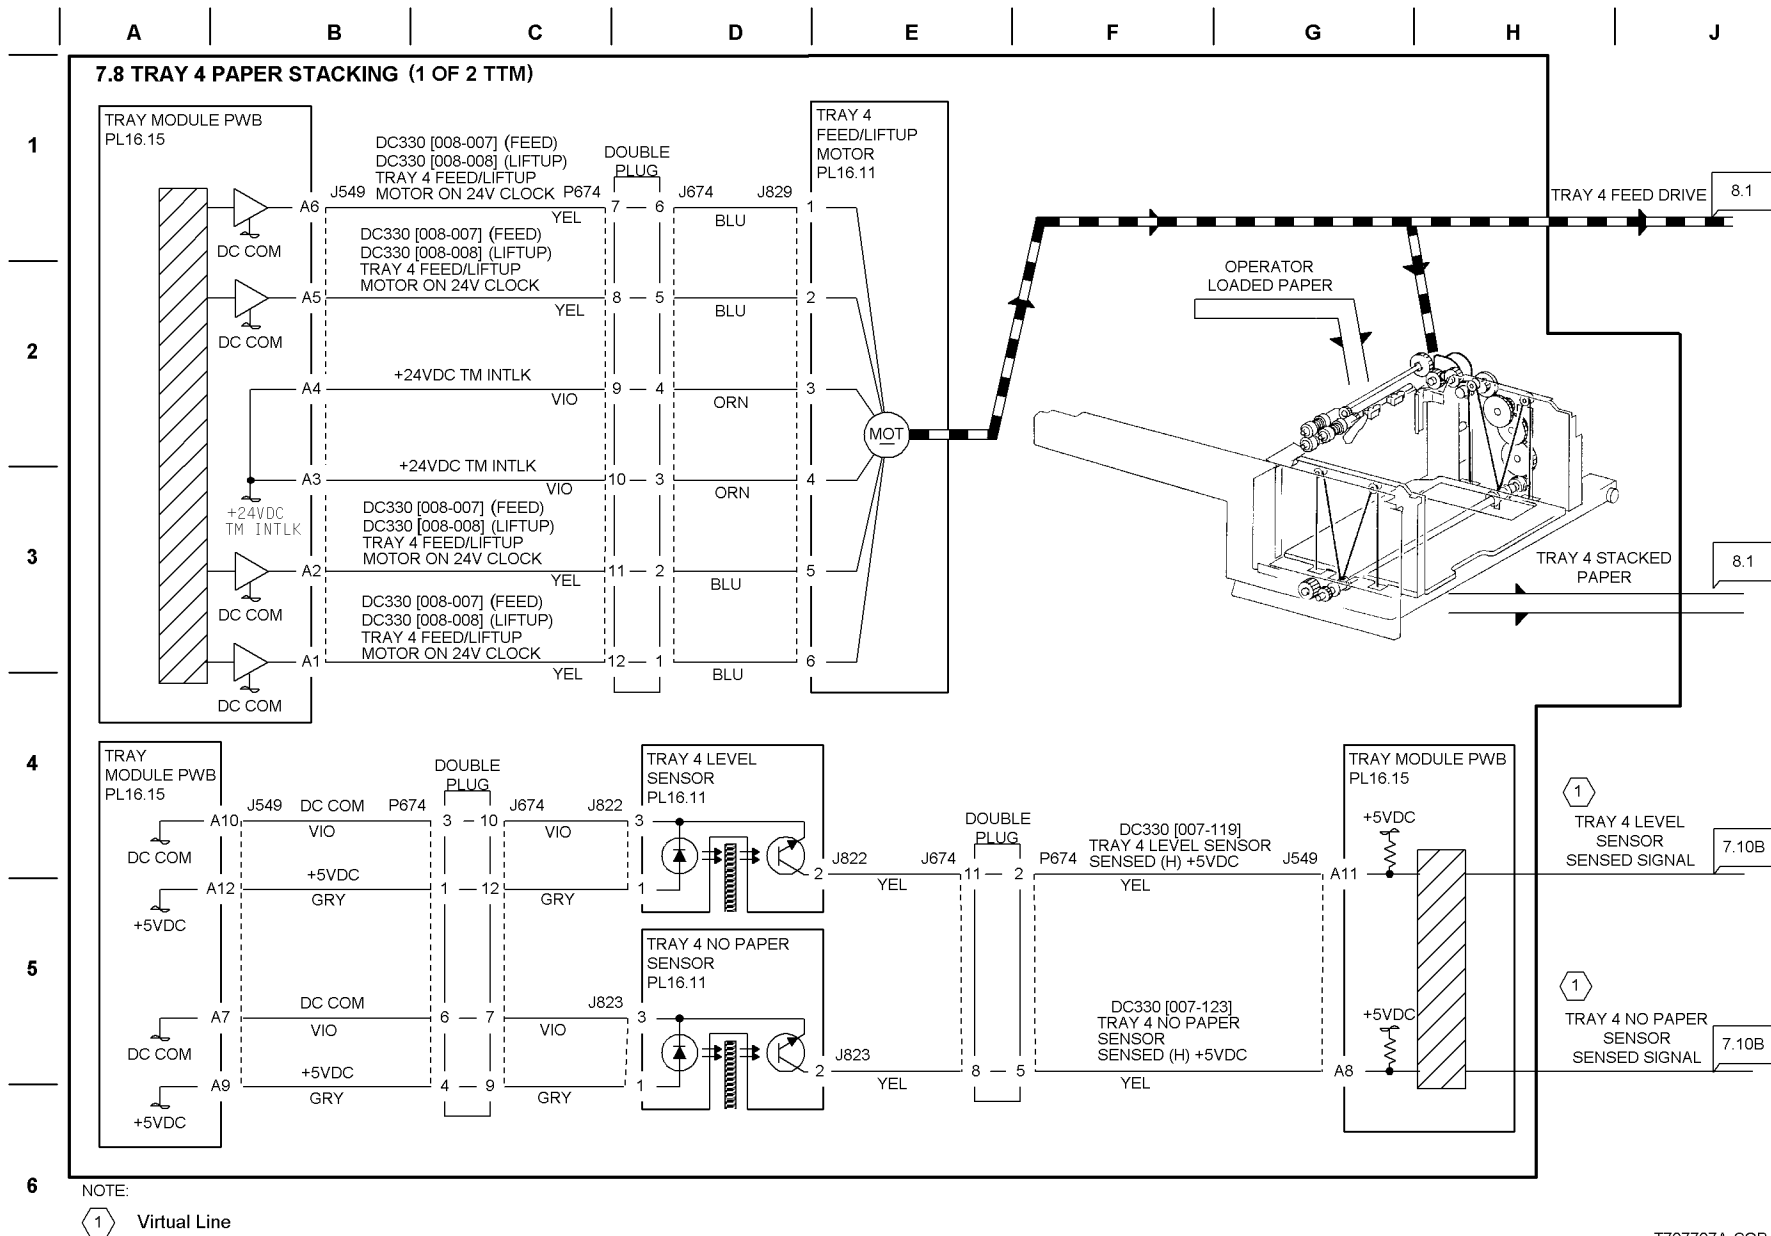 A B C D E F G H J
7.8 TRAY 4 PAPER STACKING (1 OF 2 TTM)
1
TRAY MODULE PWB
PL16.15
DC330 [008-007] (FEED)
DC330 [008-008] (LIFTUP)
TRAY 4 FEED/LIFTUP
MOTOR ON 24V CLOCK
DOUBLE
PLUG
TRAY 4
FEED/LIFTUP
MOTOR
PL16.11
J549 P674 J674 J829
A6 YEL 7 6 BLU 1
DC COM
TRAY 4 FEED DRIVE 8.1
DC330 [008-007] (FEED)
DC330 [008-008] (LIFTUP)
TRAY 4 FEED/LIFTUP
MOTOR ON 24V CLOCK
A5 YEL 8 5 BLU 2
DC COM
OPERATOR
LOADED PAPER
2
A4 +24VDC TM INTLK VIO 9 4 ORN 3
MOT
A3 +24VDC TM INTLK VIO 10 3 ORN 4
+24VDC
TM INTLK
3
DC330 [008-007] (FEED)
DC330 [008-008] (LIFTUP)
TRAY 4 FEED/LIFTUP
MOTOR ON 24V CLOCK
A2 YEL 11 2 BLU 5
DC COM
TRAY 4 STACKED
PAPER
8.1
DC330 [008-007] (FEED)
DC330 [008-008] (LIFTUP)
TRAY 4 FEED/LIFTUP
MOTOR ON 24V CLOCK
A1 YEL 12 1 BLU 6
DC COM
4
TRAY
MODULE PWB
PL16.15
DOUBLE
PLUG
TRAY 4 LEVEL
SENSOR
PL16.11
J549 DC COM P674 J674 J822
A10 VIO 3 10 VIO 3
DC COM
+5VDC
A12 GRY 1 12 GRY 1
+5VDC
DOUBLE
PLUG
J822 J674 P674 J549
2 YEL 11 2 YEL A11
DC330 [007-119]
TRAY 4 LEVEL SENSOR
SENSED (H) +5VDC
TRAY MODULE PWB
PL16.15
+5VDC
1
TRAY 4 LEVEL
SENSOR
SENSED SIGNAL
7.10B
5
TRAY 4 NO PAPER
SENSOR
PL16.11
DC COM J823
A7 VIO 6 7 VIO 3
DC COM
+5VDC
A9 GRY 4 9 GRY 1
+5VDC
J823
2 YEL 8 5 YEL A8
DC330 [007-123]
TRAY 4 NO PAPER
SENSOR
SENSED (H) +5VDC
+5VDC
1
TRAY 4 NO PAPER
SENSOR
SENSED SIGNAL
7.10B
6
NOTE:
1 Virtual Line